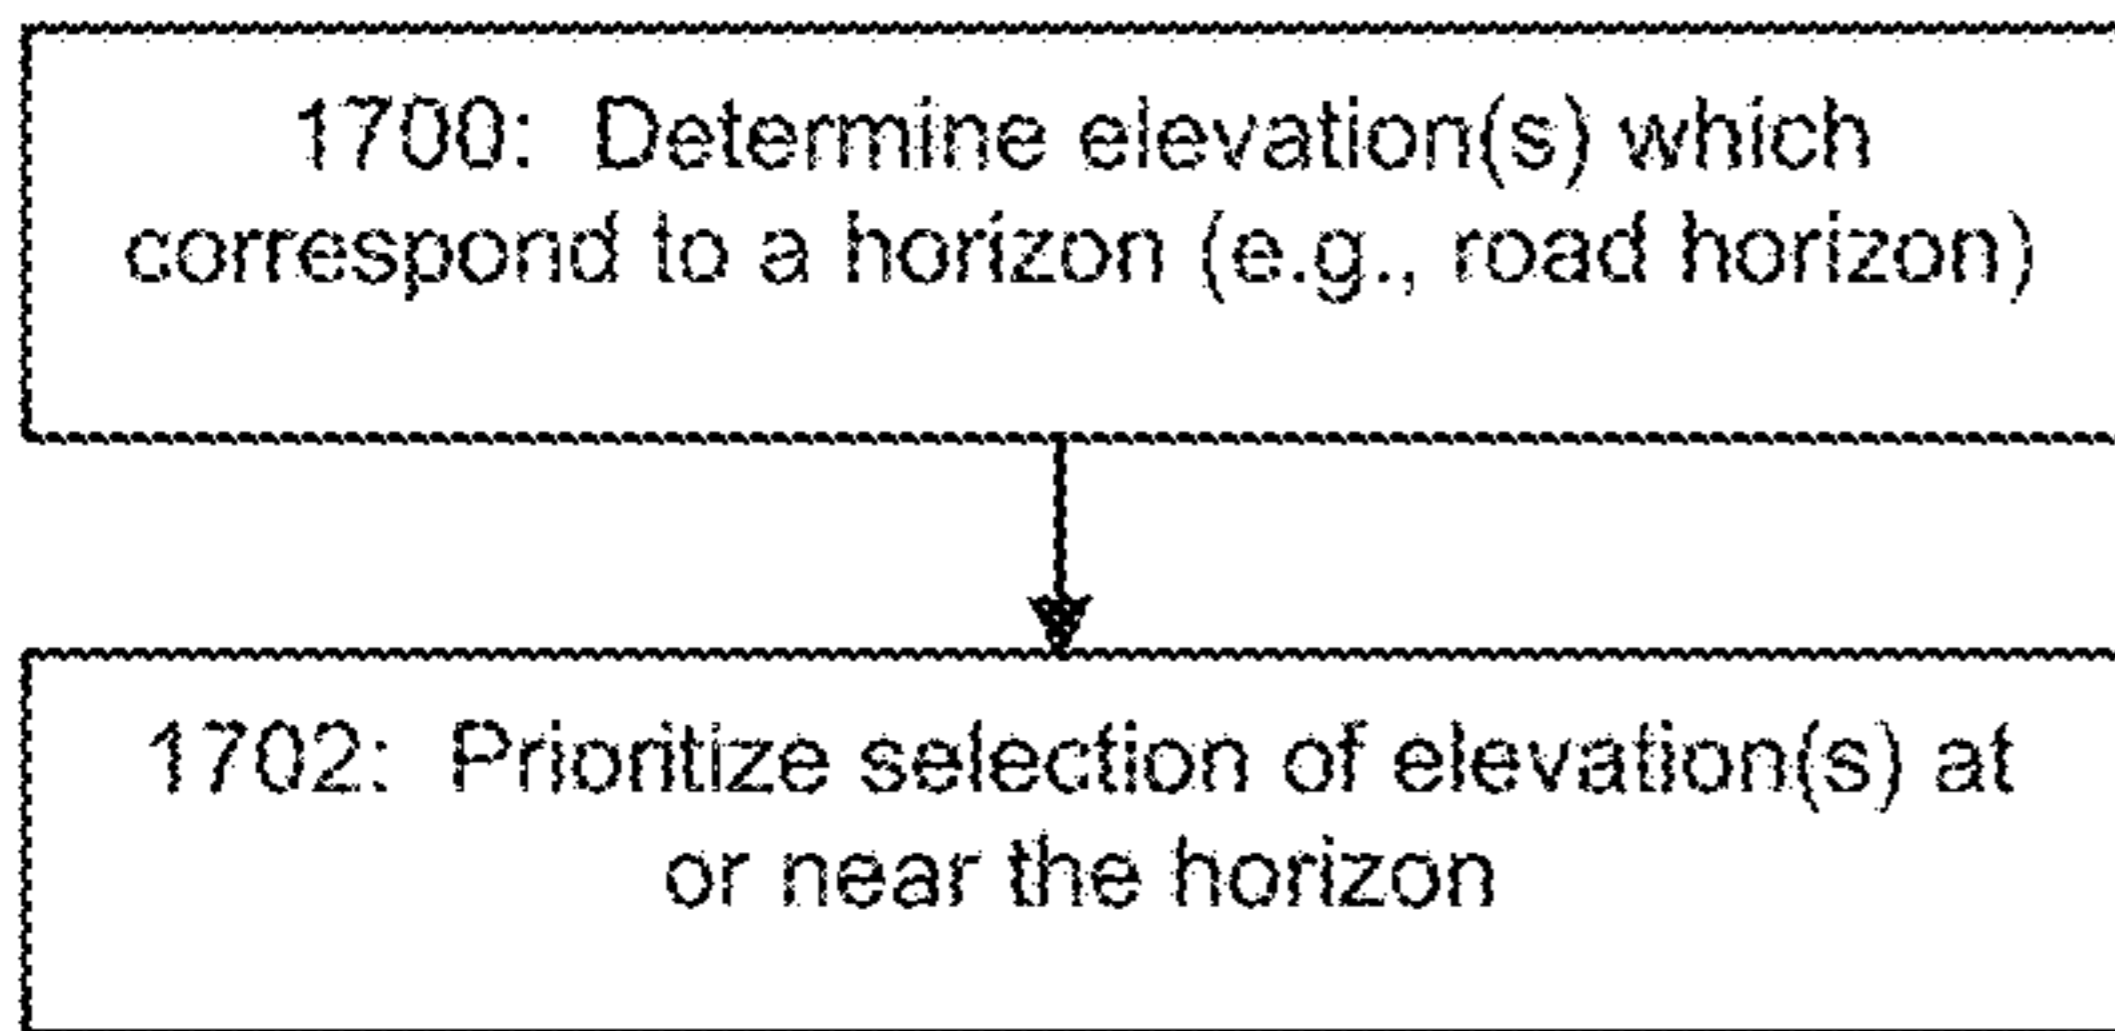 1700: Determine elevation(s) which
correspond to a horizon (e.g., road horizon)
1702: Prioritize selection of elevation(s) at
or near the horizon